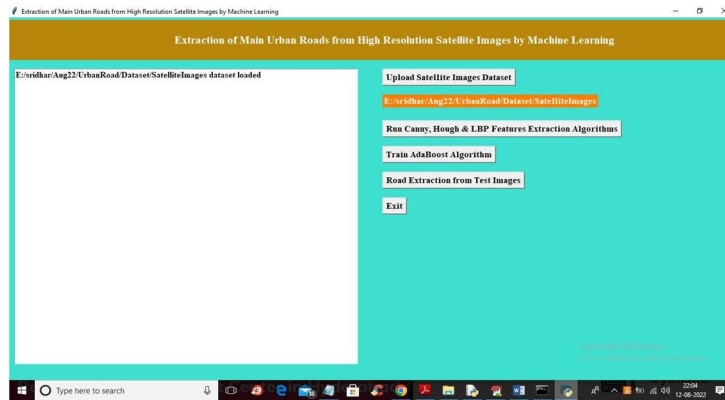 Extraction of Main Urban Roads from High Resolution Satellite Images by Machine Learning
Extraction of Main Urban Roads from High Resolution Satellite Images by Machine Learning
E:/sridhar/Aug22/UrbanRoad/Dataset/SatelliteImages dataset loaded
Upload Satellite Images Dataset
E:/sridhar/Aug22/UrbanRoad/Dataset/SatelliteImages
Run Canny, Hough & LBP Features Extraction Algorithms
Train AdaBoost Algorithm
Road Extraction from Test Images
Exit
Type here to search
22:04
12-08-2022